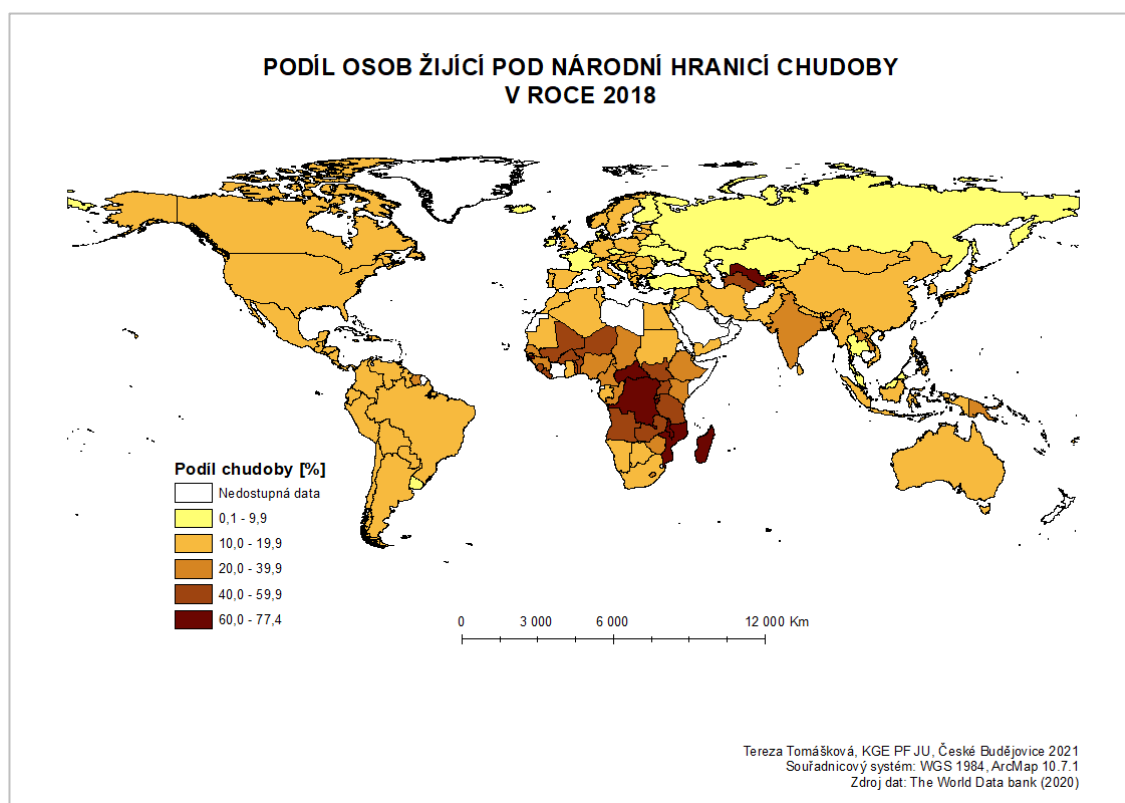 PODÍL OSOB ŽIJÍCÍ POD NÁRODNÍ HRANICÍ CHUDOBY
V ROCE 2018
Podíl chudoby [%]
Nedostupná data
0,1 - 9,9
10,0 - 19,9
20,0 - 39,9
40,0 - 59,9
60,0 - 77,4
0 3 000 6 000 12 000 Km
Tereza Tomášková, KGE PF JU, České Budějovice 2021
Souřadnicový systém: WGS 1984, ArcMap 10.7.1
Zdroj dat: The World Data bank (2020)